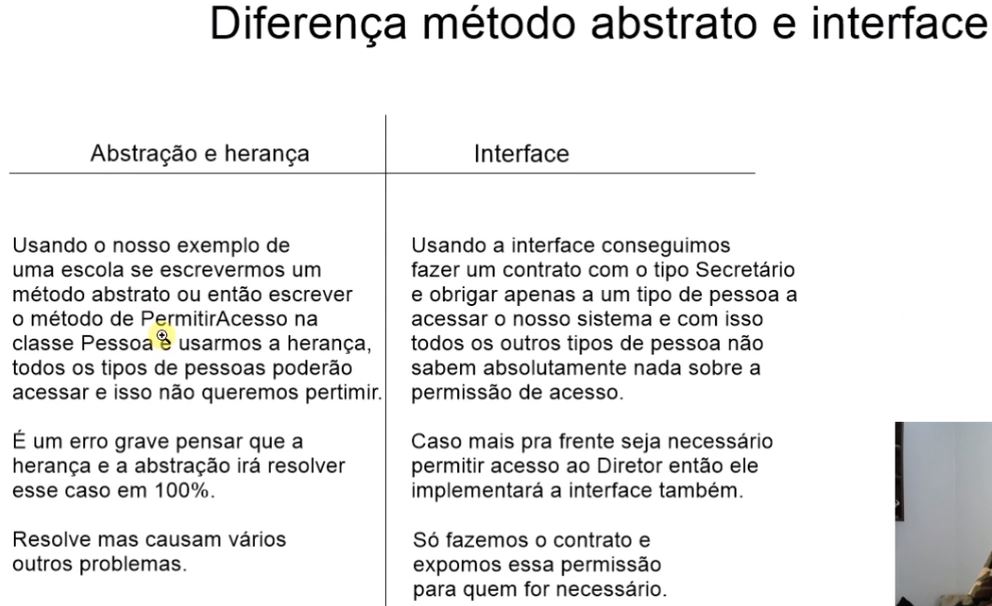 Diferença método abstrato e interface
Abstração e herança
Interface
Usando o nosso exemplo de
uma escola se escrevermos um
método abstrato ou então escrever
o método de PermitirAcesso na
classe Pessoa e usarmos a herança,
todos os tipos de pessoas poderão
acessar e isso não queremos pertimir.
É um erro grave pensar que a
herança e a abstração irá resolver
esse caso em 100%.
Resolve mas causam vários
outros problemas.
Usando a interface conseguimos
fazer um contrato com o tipo Secretário
e obrigar apenas a um tipo de pessoa a
acessar o nosso sistema e com isso
todos os outros tipos de pessoa não
sabem absolutamente nada sobre a
permissão de acesso.
Caso mais pra frente seja necessário
permitir acesso ao Diretor então ele
implementará a interface também.
Só fazemos o contrato e
expomos essa permissão
para quem for necessário.